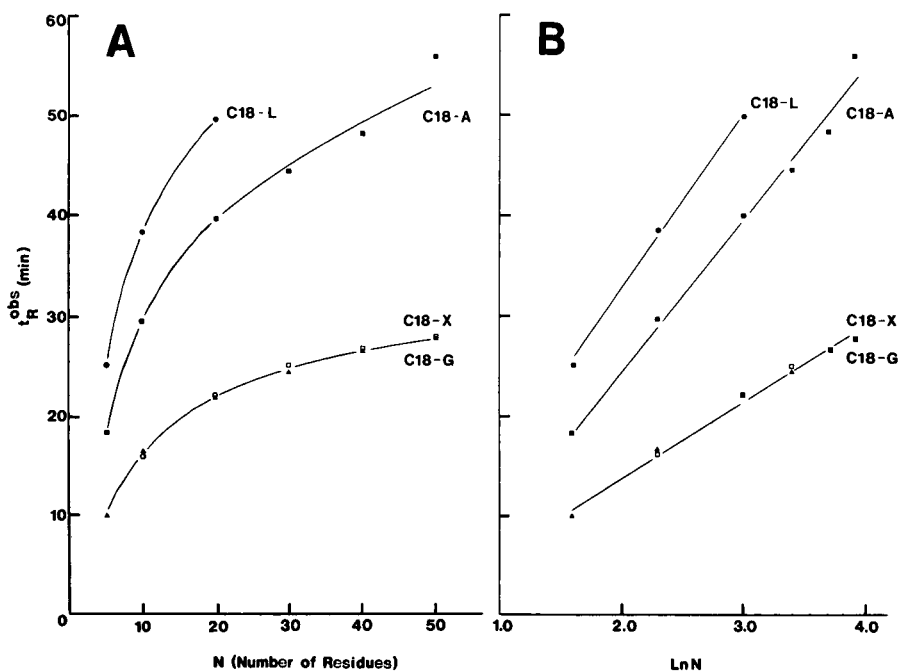 A
B
60
50
40
30
20
10
0
t_R^obs (min)
C18-L
C18-A
C18-X
C18-G
10
20
30
40
50
N (Number of Residues)
C18-L
C18-A
C18-X
C18-G
1.0
2.0
3.0
4.0
Ln N